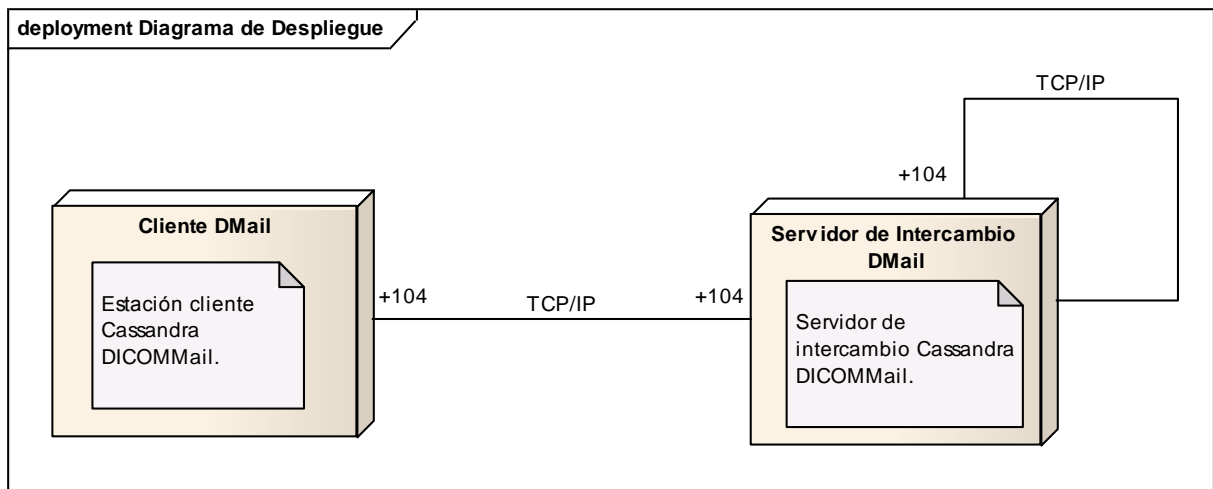 deployment Diagrama de Despliegue
TCP/IP
+104
Cliente DMail
Estación cliente
Cassandra
DICOMMail.
+104
TCP/IP
+104
Servidor de Intercambio
DMail
Servidor de
intercambio Cassandra
DICOMMail.